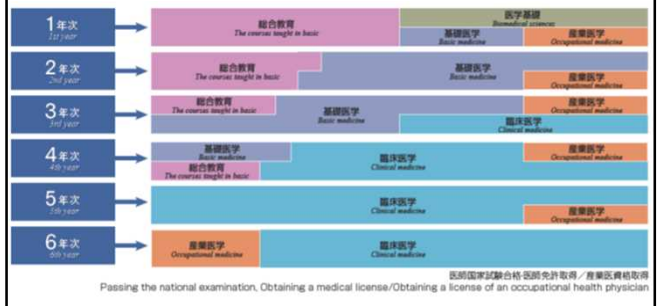 1年次
1st year
総合教育
The courses taught in basic
医学基礎
Biomedical sciences
基礎医学
Basic medicine
産業医学
Occupational medicine
2年次
2nd year
総合教育
The courses taught in basic
基礎医学
Basic medicine
産業医学
Occupational medicine
3年次
3rd year
総合教育
The courses taught in basic
基礎医学
Basic medicine
産業医学
Occupational medicine
臨床医学
Clinical medicine
4年次
4th year
基礎医学
Basic medicine
総合教育
The courses taught in basic
臨床医学
Clinical medicine
産業医学
Occupational medicine
5年次
5th year
臨床医学
Clinical medicine
産業医学
Occupational medicine
6年次
6th year
産業医学
Occupational medicine
臨床医学
Clinical medicine
医師国家試験合格・医師免許取得／産業医資格取得
Passing the national examination, Obtaining a medical license/Obtaining a license of an occupational health physician